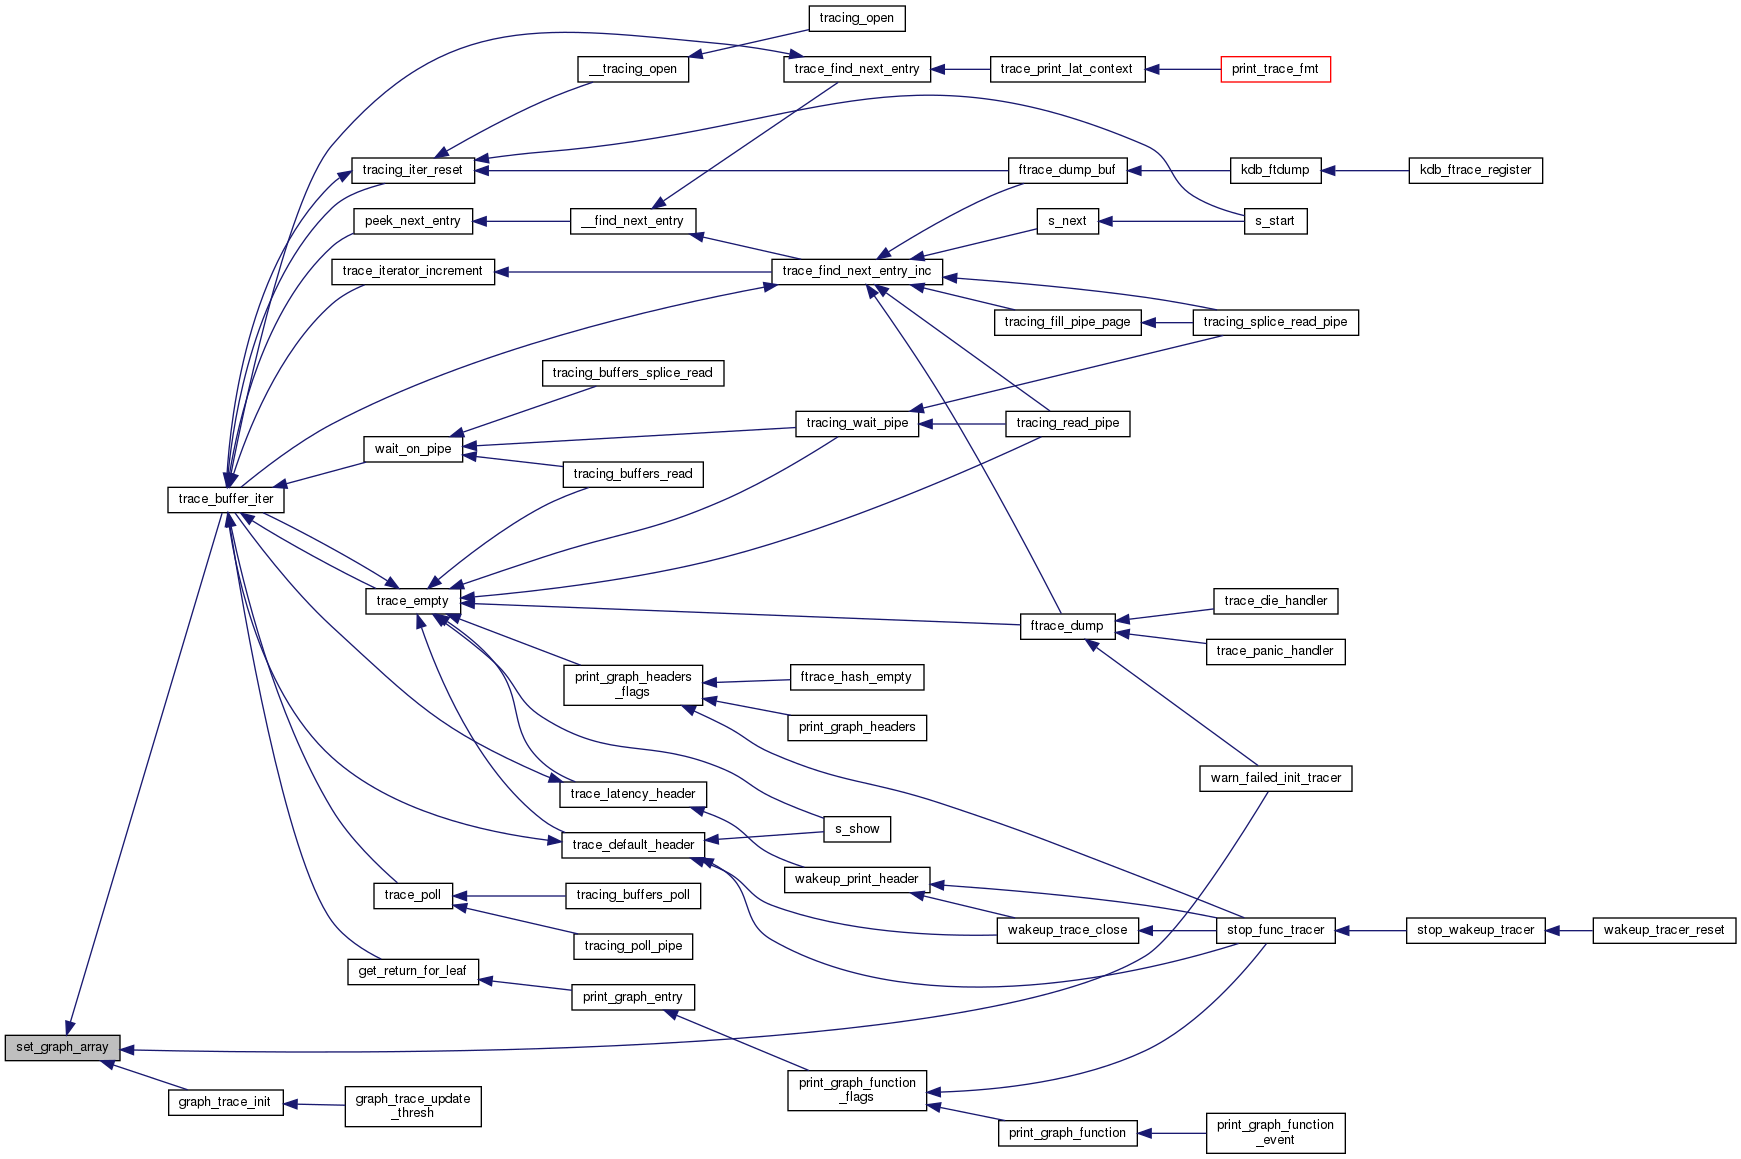 tracing_open
__tracing_open
trace_find_next_entry
trace_print_lat_context
print_trace_fmt
tracing_iter_reset
ftrace_dump_buf
kdb_ftdump
kdb_ftrace_register
peek_next_entry
__find_next_entry
s_next
s_start
trace_iterator_increment
trace_find_next_entry_inc
tracing_fill_pipe_page
tracing_splice_read_pipe
tracing_buffers_splice_read
tracing_wait_pipe
tracing_read_pipe
wait_on_pipe
tracing_buffers_read
trace_buffer_iter
trace_empty
trace_die_handler
ftrace_dump
trace_panic_handler
print_graph_headers
_flags
ftrace_hash_empty
print_graph_headers
warn_failed_init_tracer
trace_latency_header
s_show
trace_default_header
wakeup_print_header
trace_poll
tracing_buffers_poll
wakeup_trace_close
stop_func_tracer
stop_wakeup_tracer
wakeup_tracer_reset
tracing_poll_pipe
get_return_for_leaf
print_graph_entry
set_graph_array
print_graph_function
_flags
graph_trace_init
graph_trace_update
_thresh
print_graph_function
print_graph_function
_event